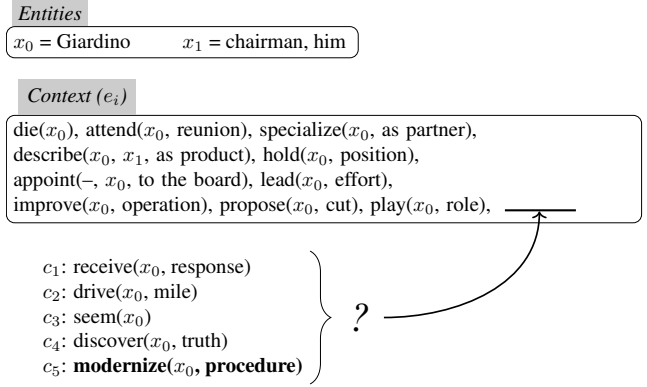 Entities
x₀ = Giardino x₁ = chairman, him
Context (eᵢ)
die(x₀), attend(x₀, reunion), specialize(x₀, as partner),
describe(x₀, x₁, as product), hold(x₀, position),
appoint(–, x₀, to the board), lead(x₀, effort),
improve(x₀, operation), propose(x₀, cut), play(x₀, role), ____
c₁: receive(x₀, response)
c₂: drive(x₀, mile)
c₃: seem(x₀)
c₄: discover(x₀, truth)
c₅: modernize(x₀, procedure)
?